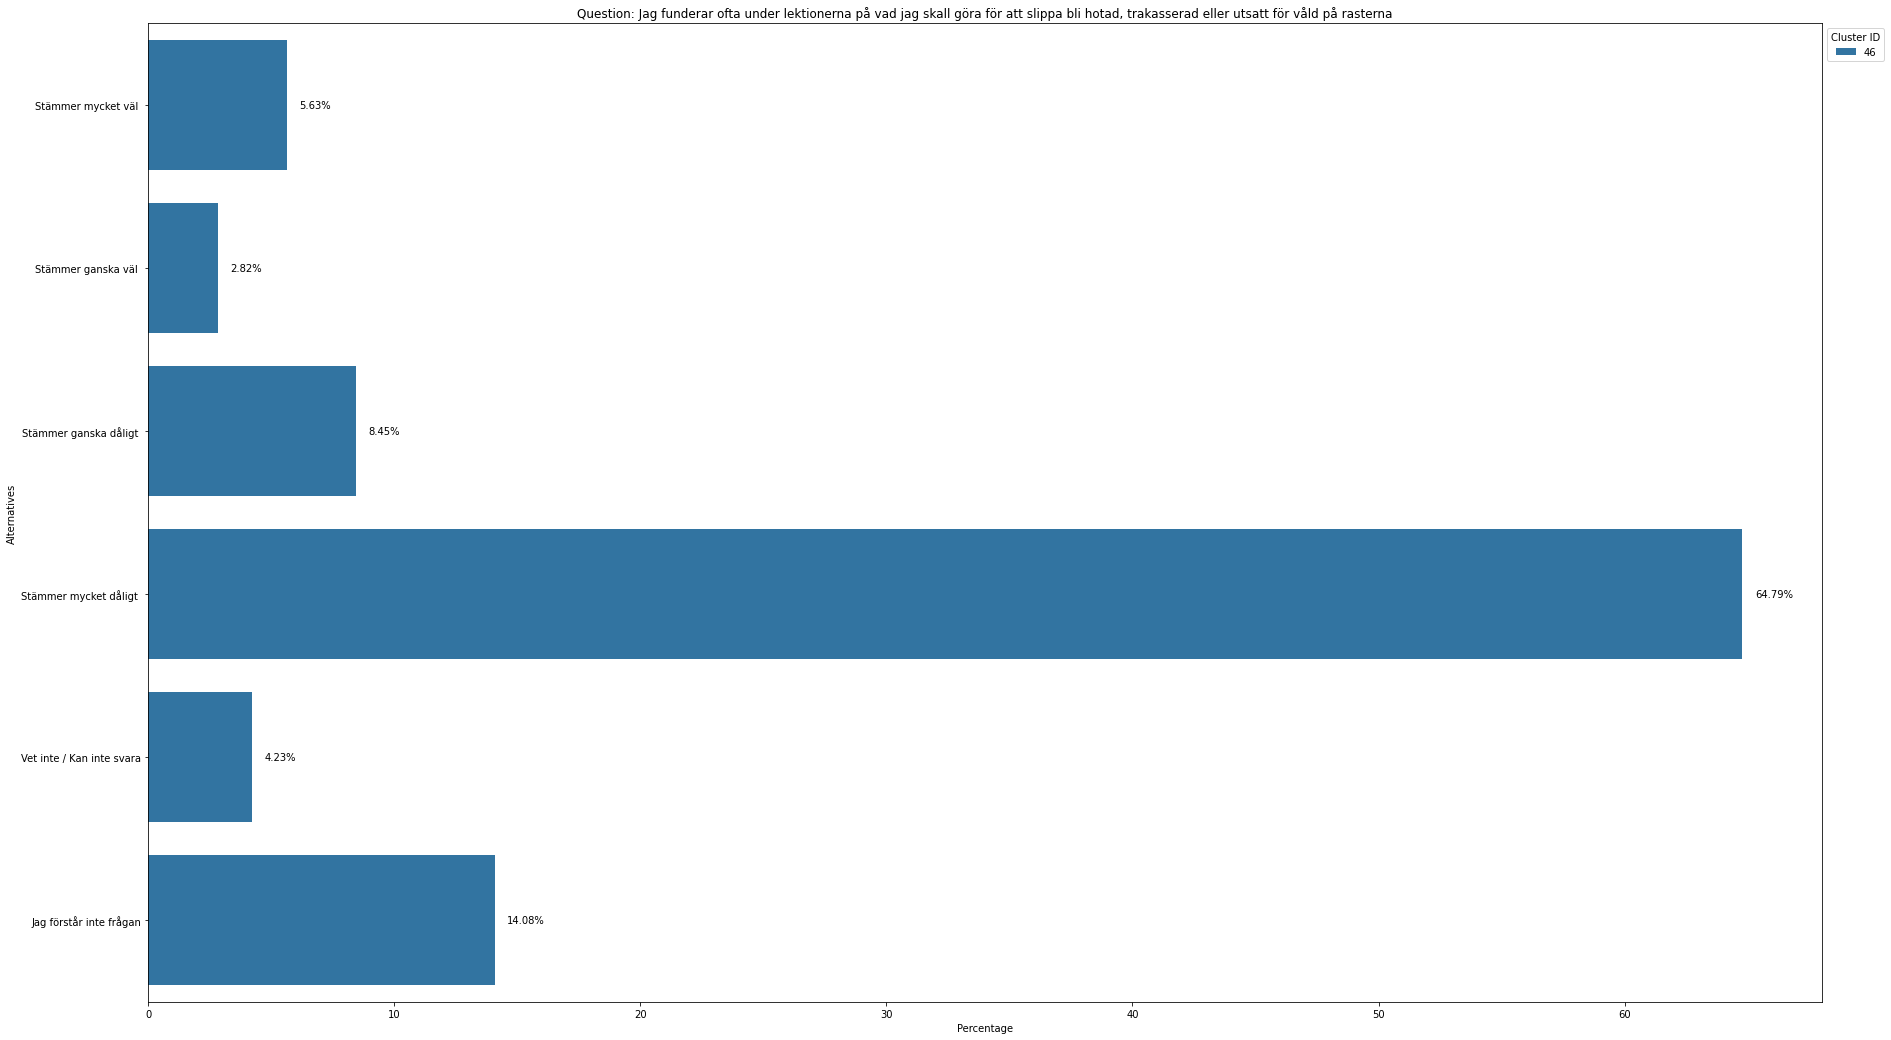 Question: Jag funderar ofta under lektionerna på vad jag skall göra för att slippa bli hotad, trakasserad eller utsatt för våld på rasterna
Cluster ID
46
Stämmer mycket väl
5.63%
Stämmer ganska väl
2.82%
Stämmer ganska dåligt
8.45%
Alternatives
Stämmer mycket dåligt
64.79%
Vet inte / Kan inte svara
4.23%
Jag förstår inte frågan
14.08%
0 10 20 30 40 50 60
Percentage